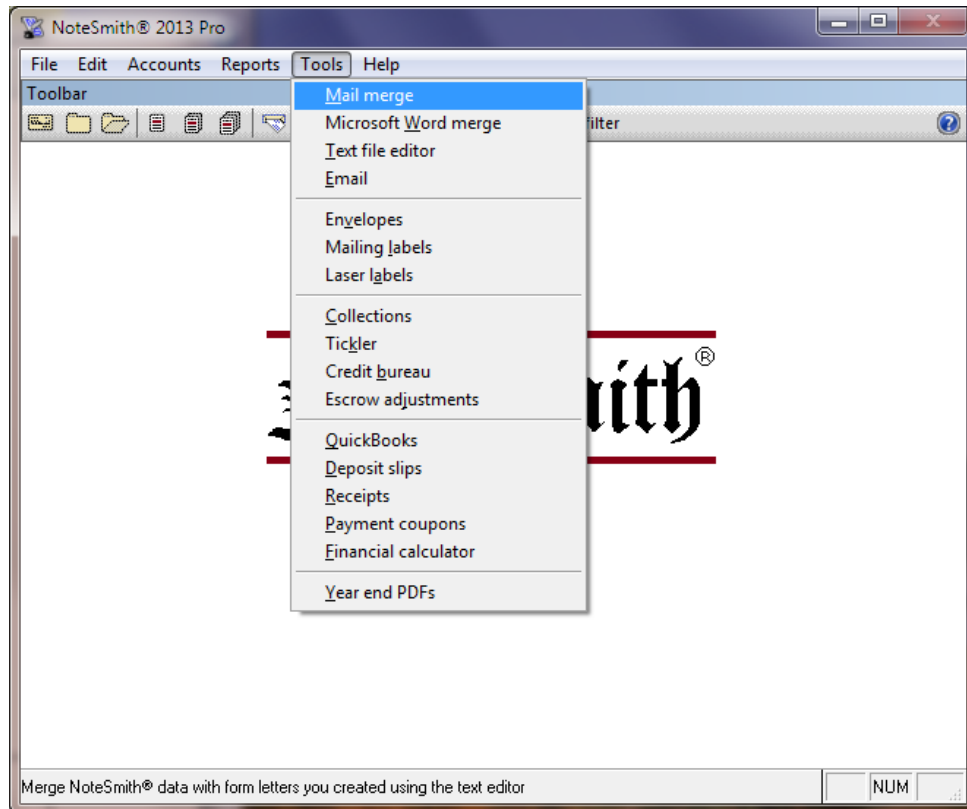 NoteSmith® 2013 Pro
File Edit Accounts Reports Tools Help
Toolbar
Mail merge
Microsoft Word merge
Text file editor
Email
Envelopes
Mailing labels
Laser labels
Collections
Tickler
Credit bureau
Escrow adjustments
QuickBooks
Deposit slips
Receipts
Payment coupons
Financial calculator
Year end PDFs
filter
mith®
Merge NoteSmith® data with form letters you created using the text editor
NUM